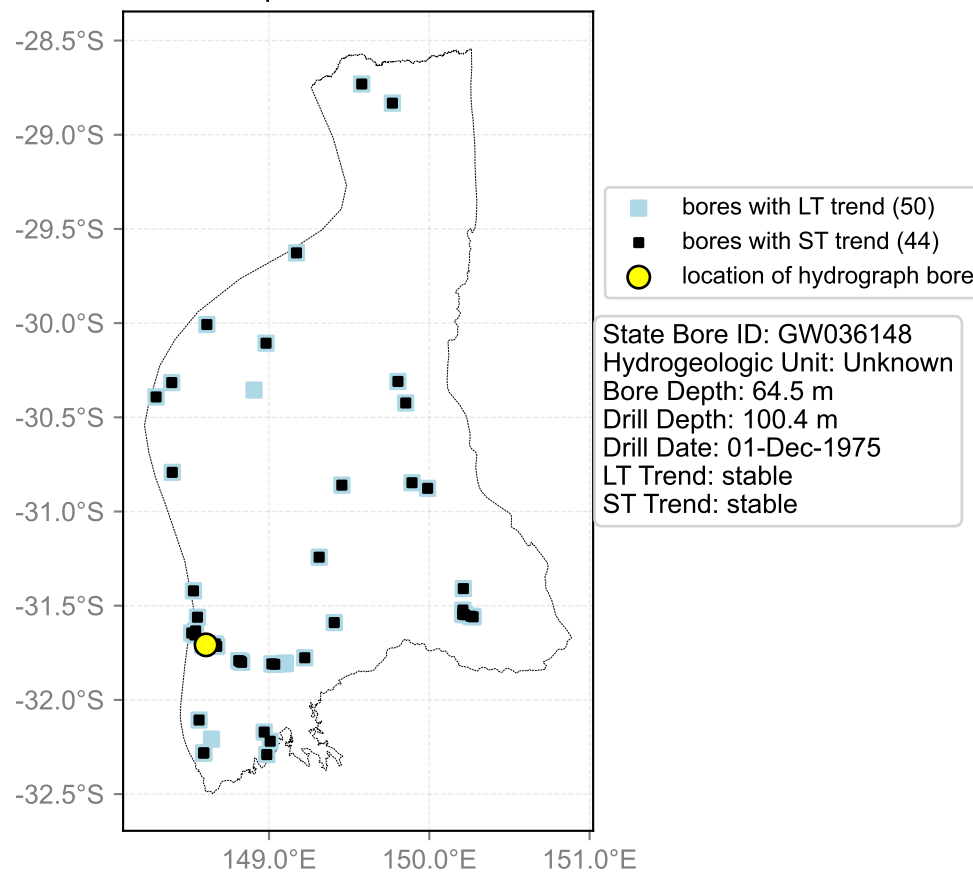 -28.5°S
-29.0°S
-29.5°S
-30.0°S
-30.5°S
-31.0°S
-31.5°S
-32.0°S
-32.5°S
149.0°E
150.0°E
151.0°E
bores with LT trend (50)
bores with ST trend (44)
location of hydrograph bore
State Bore ID: GW036148
Hydrogeologic Unit: Unknown
Bore Depth: 64.5 m
Drill Depth: 100.4 m
Drill Date: 01-Dec-1975
LT Trend: stable
ST Trend: stable